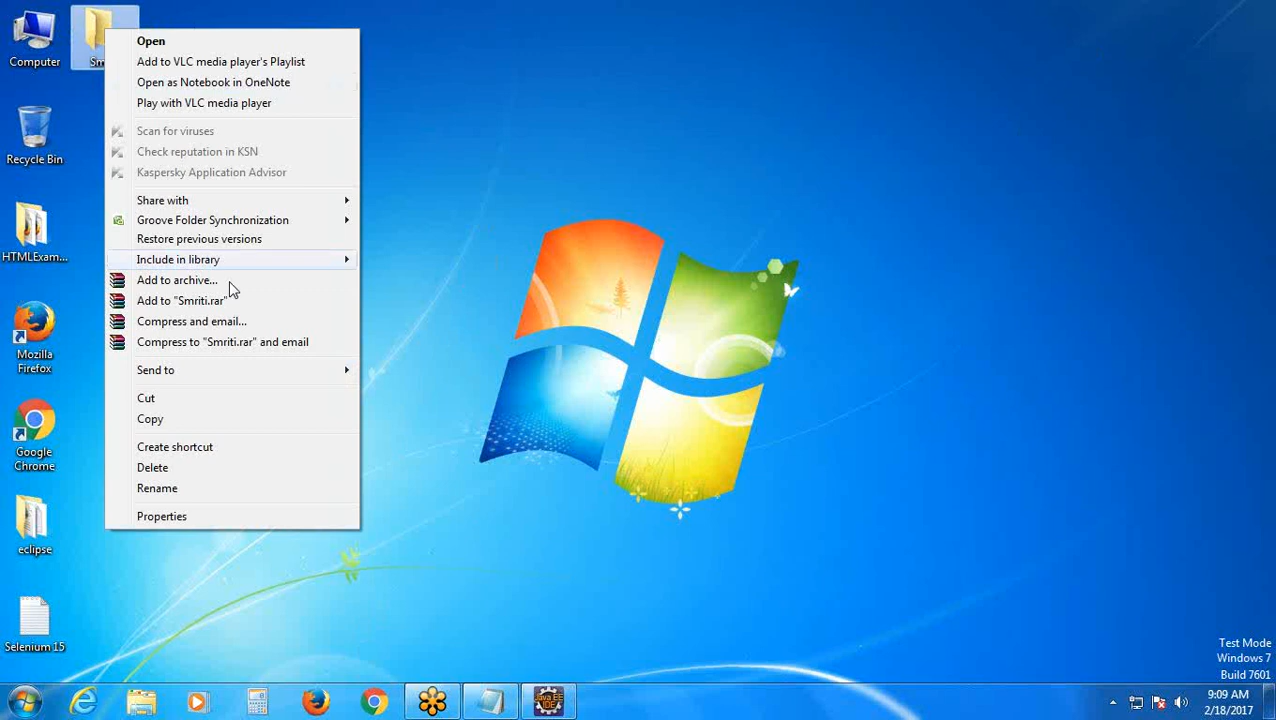 Computer
Sm
Open
Add to VLC media player's Playlist
Open as Notebook in OneNote
Play with VLC media player
Scan for viruses
Check reputation in KSN
Kaspersky Application Advisor
Share with
Groove Folder Synchronization
Restore previous versions
Include in library
Add to archive...
Add to "Smriti.rar"
Compress and email...
Compress to "Smriti.rar" and email
Send to
Cut
Copy
Create shortcut
Delete
Rename
Properties
Recycle Bin
HTMLExam...
Mozilla
Firefox
Google
Chrome
eclipse
Selenium 15
Test Mode
Windows 7
Build 7601
Java EE
IDE
9:09 AM
2/18/2017